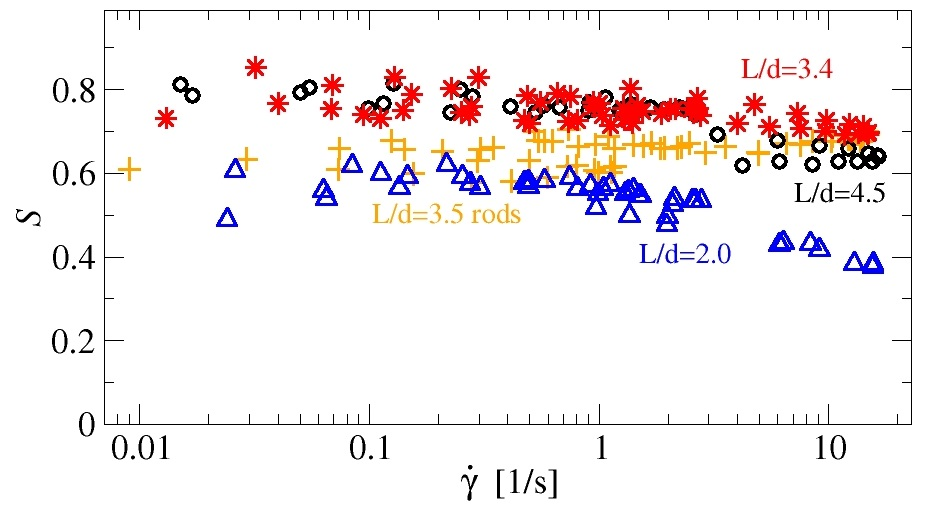 L/d=3.4
0.8
0.6
L/d=4.5
L/d=3.5 rods
S
0.4
L/d=2.0
0.2
0
0.01 0.1 1 10
γ̇ [1/s]